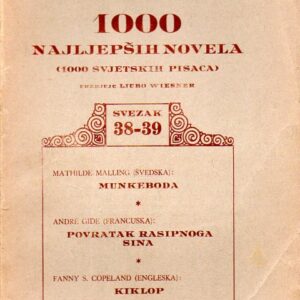 1000
NAJLJEPŠIH NOVELA
(1000 SVJETSKIH PISACA)
UREĐUJE LJUBO WIESNER
SVEZAK
38-39
MATHILDE MALLING (ŠVEDSKA):
MUNKEBODA
*
ANDRÉ GIDE (FRANCUSKA):
POVRATAK RASIPNOGA
SINA
*
FANNY S. COPELAND (ENGLESKA):
KIKLOP